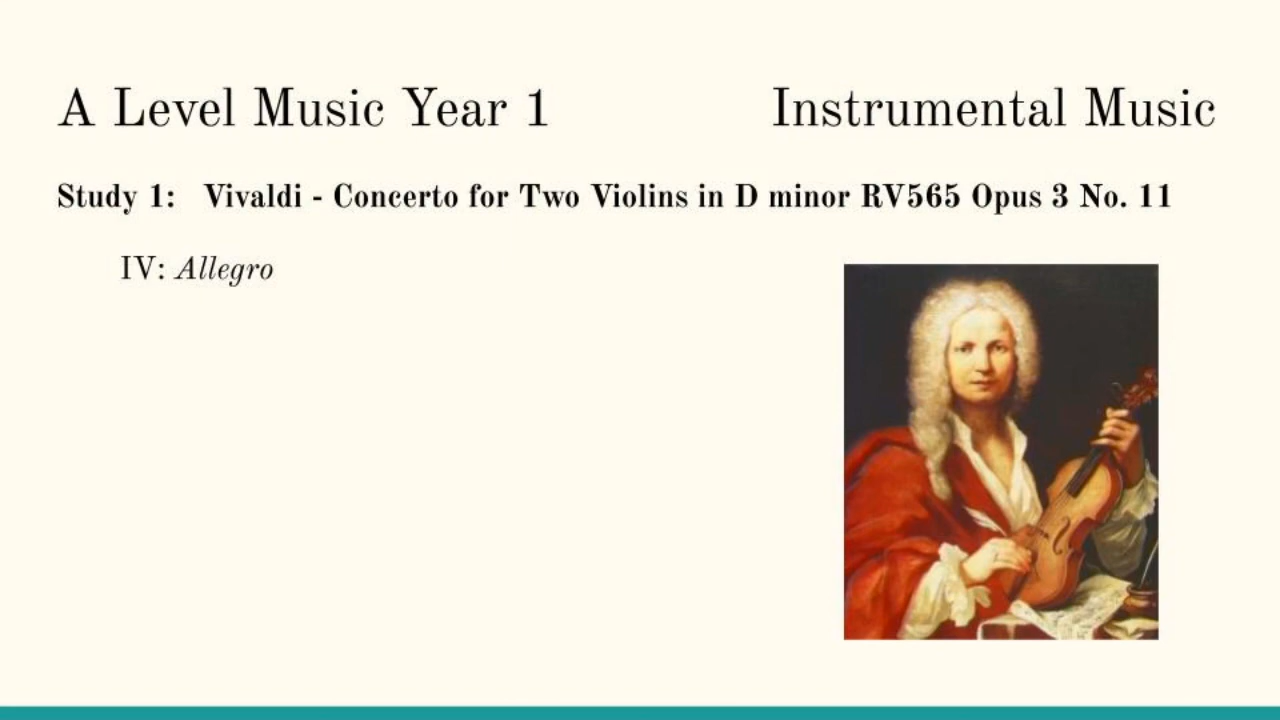 A Level Music Year 1 Instrumental Music
Study 1: Vivaldi - Concerto for Two Violins in D minor RV565 Opus 3 No. 11
IV: Allegro